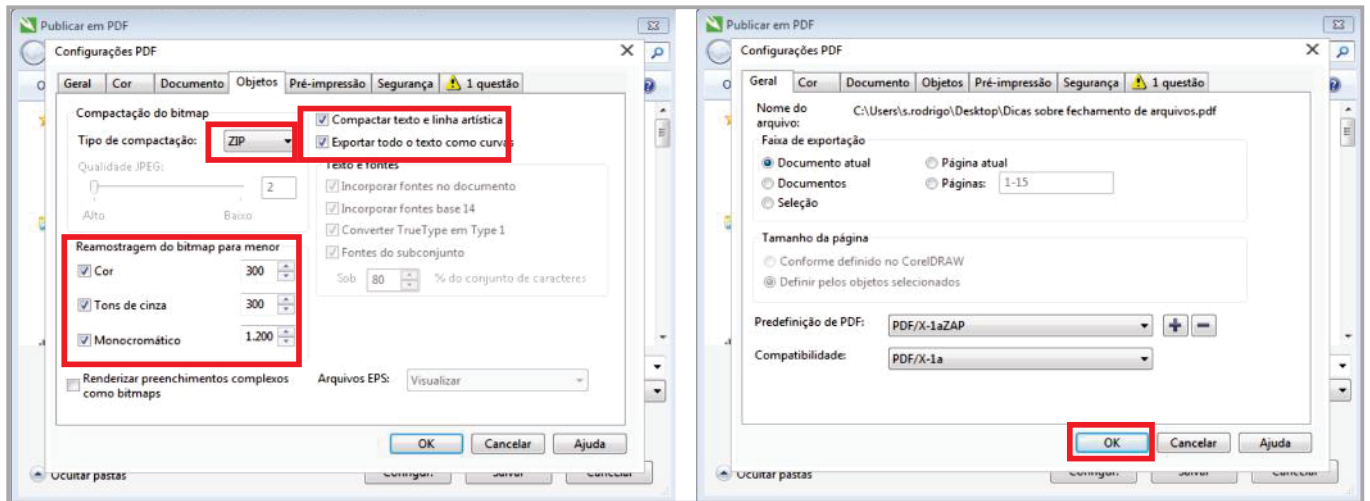 Publicar em PDF
Configurações PDF
Geral Cor Documento Objetos Pré-impressão Segurança 1 questão
Compactação do bitmap
Tipo de compactação: ZIP
Qualidade JPEG:
2
Alto Baixo
Compactar texto e linha artística
Exportar todo o texto como curvas
Texto e fontes
Incorporar fontes no documento
Incorporar fontes base 14
Converter TrueType em Type 1
Fontes do subconjunto
Sob 80 % do conjunto de caracteres
Reamostragem do bitmap para menor
Cor 300
Tons de cinza 300
Monocromático 1.200
Renderizar preenchimentos complexos
como bitmaps
Arquivos EPS: Visualizar
OK Cancelar Ajuda
Ocultar pastas Configur. Salvar Cancelar
Publicar em PDF
Configurações PDF
Geral Cor Documento Objetos Pré-impressão Segurança 1 questão
Nome do
arquivo:
C:\Users\s.rodrigo\Desktop\Dicas sobre fechamento de arquivos.pdf
Faixa de exportação
Documento atual Página atual
Documentos Páginas: 1-15
Seleção
Tamanho da página
Conforme definido no CorelDRAW
Definir pelos objetos selecionados
Predefinição de PDF: PDF/X-1aZAP
Compatibilidade: PDF/X-1a
OK Cancelar Ajuda
Ocultar pastas Configur. Salvar Cancelar